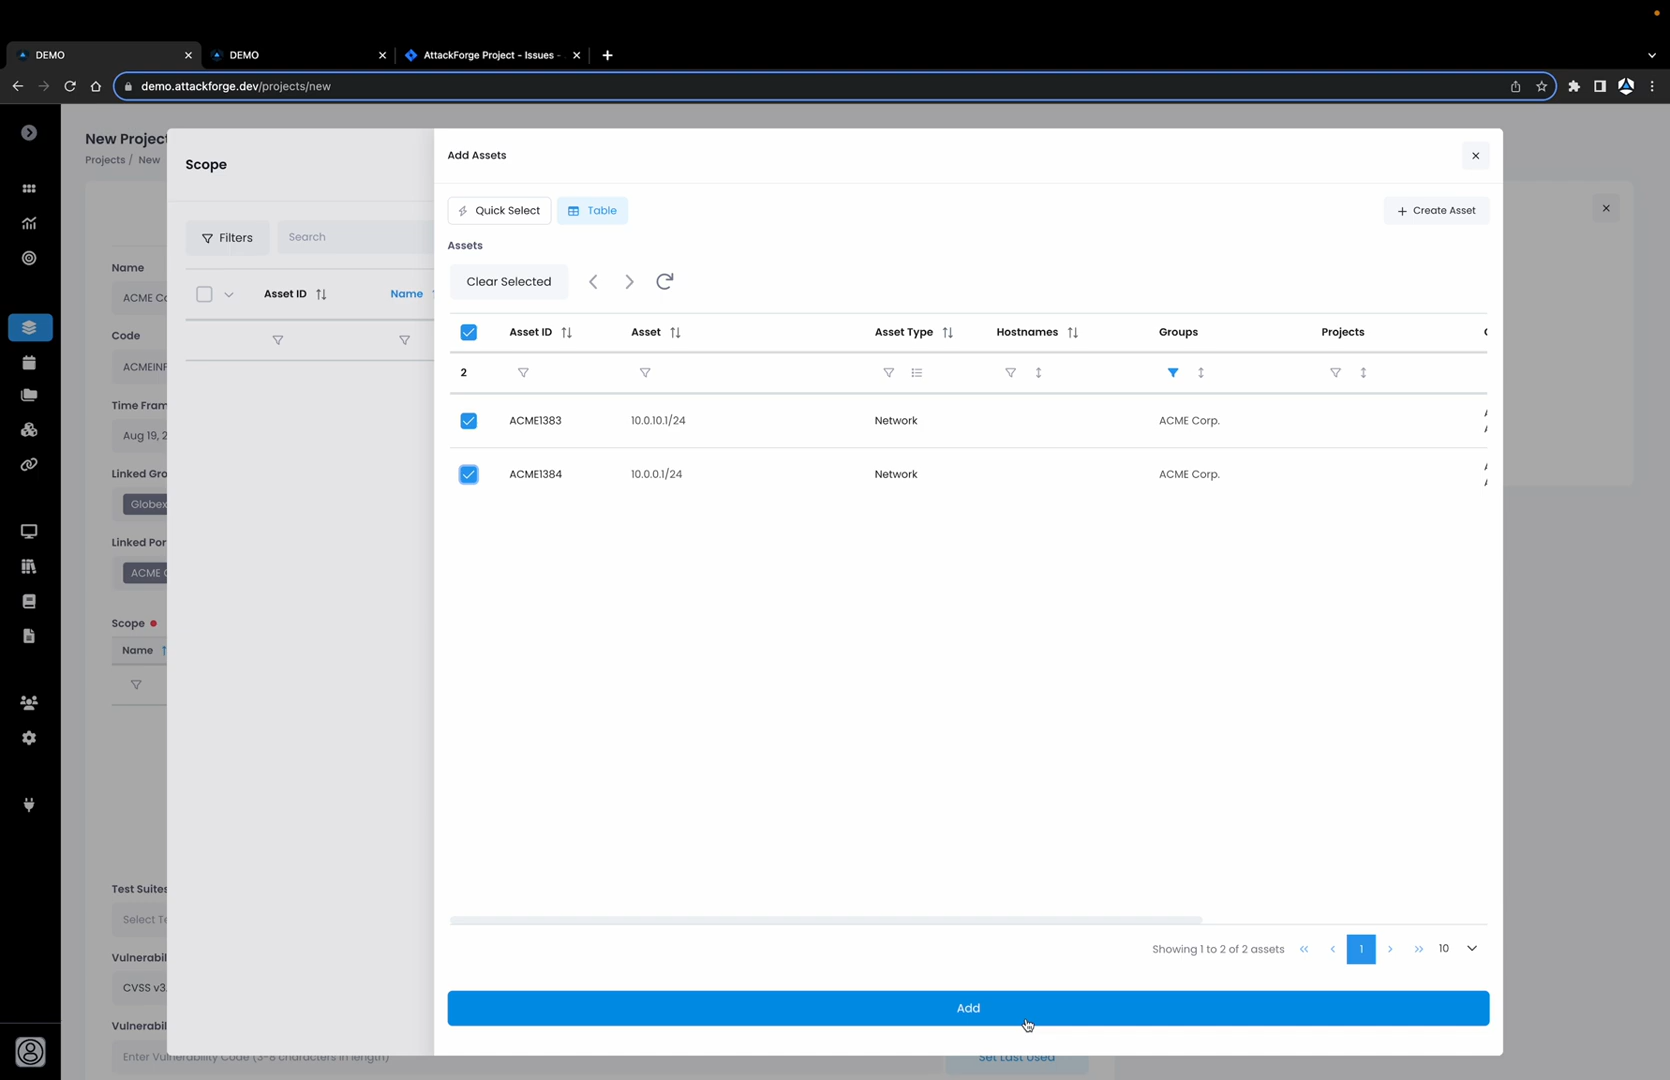 DEMO
DEMO
AttackForge Project - Issues -
demo.attackforge.dev/projects/new
New Project
Projects / New
Name
ACME Co
Code
ACMEINF
Time Fram
Aug 19, 2
Linked Gro
Globex
Linked Por
ACME C
Scope
Name
Test Suites
Select Te
Vulnerabil
CVSS v3.
Vulnerabil
Enter Vulnerability Code (3-8 characters in length)
Set Last Used
Scope
Filters
Search
Asset ID
Name
Add Assets
Quick Select
Table
+ Create Asset
Assets
Clear Selected
Asset ID
Asset
Asset Type
Hostnames
Groups
Projects
2
ACME1383 10.0.10.1/24 Network ACME Corp.
ACME1384 10.0.0.1/24 Network ACME Corp.
Showing 1 to 2 of 2 assets « ‹ 1 › » 10
Add